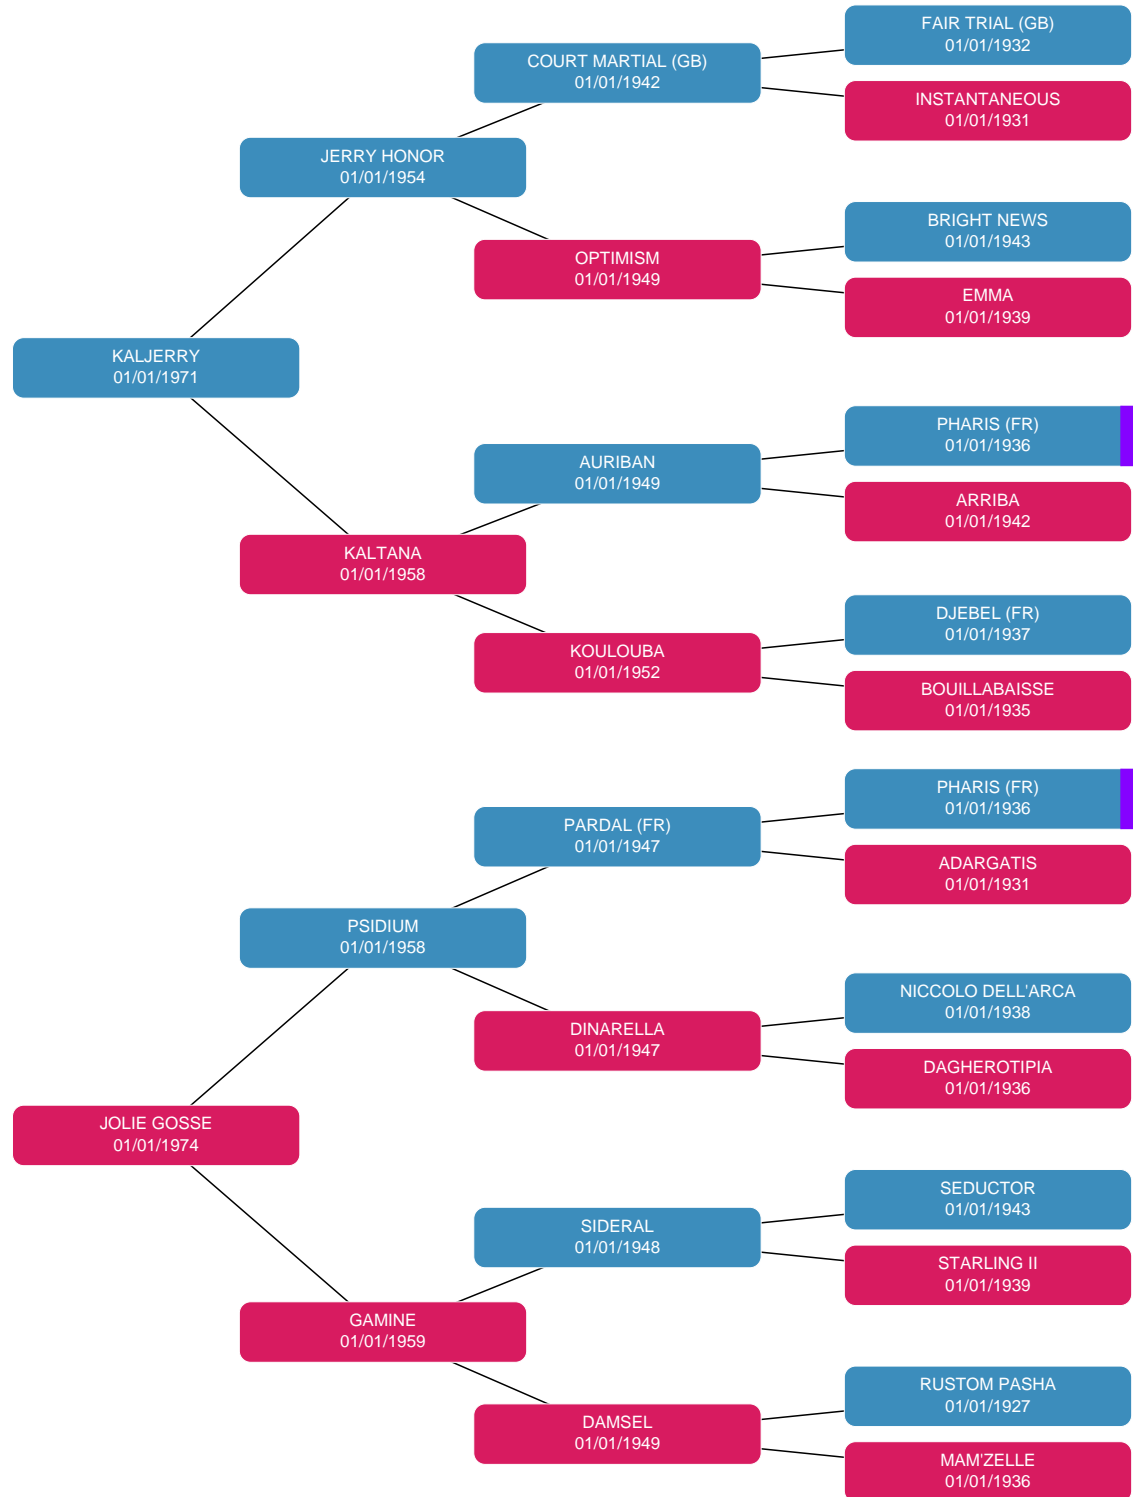 FAIR TRIAL (GB)
01/01/1932
COURT MARTIAL (GB)
01/01/1942
INSTANTANEOUS
01/01/1931
JERRY HONOR
01/01/1954
BRIGHT NEWS
01/01/1943
OPTIMISM
01/01/1949
EMMA
01/01/1939
KALJERRY
01/01/1971
PHARIS (FR)
01/01/1936
AURIBAN
01/01/1949
ARRIBA
01/01/1942
KALTANA
01/01/1958
DJEBEL (FR)
01/01/1937
KOULOUBA
01/01/1952
BOUILLABAISSE
01/01/1935
PHARIS (FR)
01/01/1936
PARDAL (FR)
01/01/1947
ADARGATIS
01/01/1931
PSIDIUM
01/01/1958
NICCOLO DELL'ARCA
01/01/1938
DINARELLA
01/01/1947
DAGHEROTIPIA
01/01/1936
JOLIE GOSSE
01/01/1974
SEDUCTOR
01/01/1943
SIDERAL
01/01/1948
STARLING II
01/01/1939
GAMINE
01/01/1959
RUSTOM PASHA
01/01/1927
DAMSEL
01/01/1949
MAM'ZELLE
01/01/1936